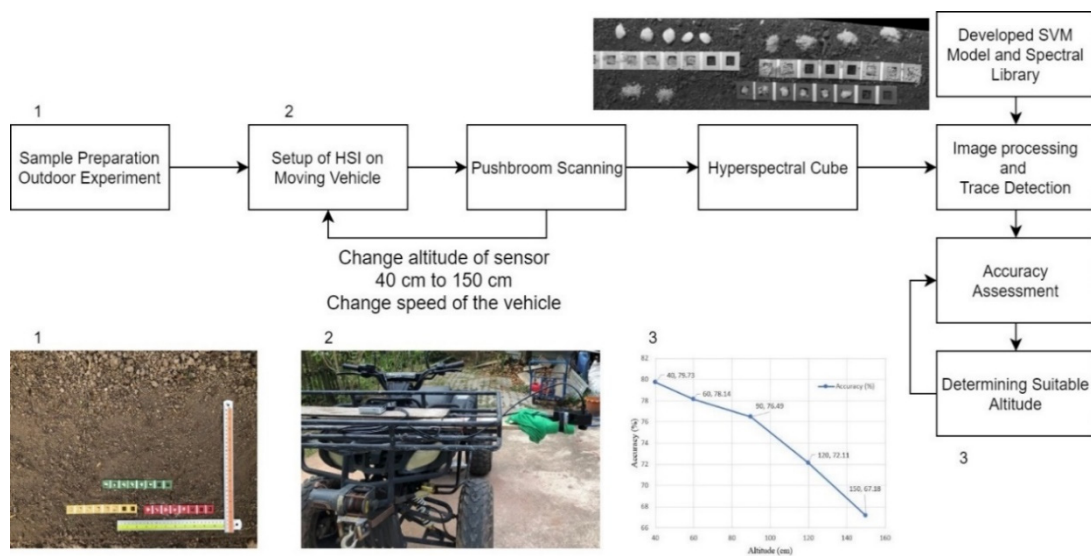 Developed SVM
Model and Spectral
Library
1
2
Sample Preparation
Outdoor Experiment
Setup of HSI on
Moving Vehicle
Pushbroom Scanning
Hyperspectral Cube
Image processing
and
Trace Detection
Change altitude of sensor
40 cm to 150 cm
Change speed of the vehicle
Accuracy
Assessment
Determining Suitable
Altitude
3
1
2
3
82
80
78
76
74
72
70
68
66
Accuracy (%)
40, 79.73
60, 78.14
90, 76.49
120, 72.11
150, 67.18
Accuracy (%)
40
60
80
100
120
140
160
Altitude (cm)